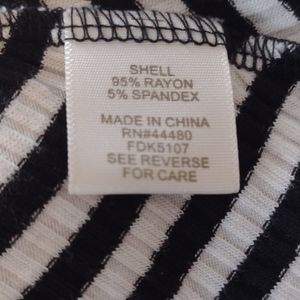 SHELL
95% RAYON
5% SPANDEX
MADE IN CHINA
RN#44480
FDK5107
SEE REVERSE
FOR CARE